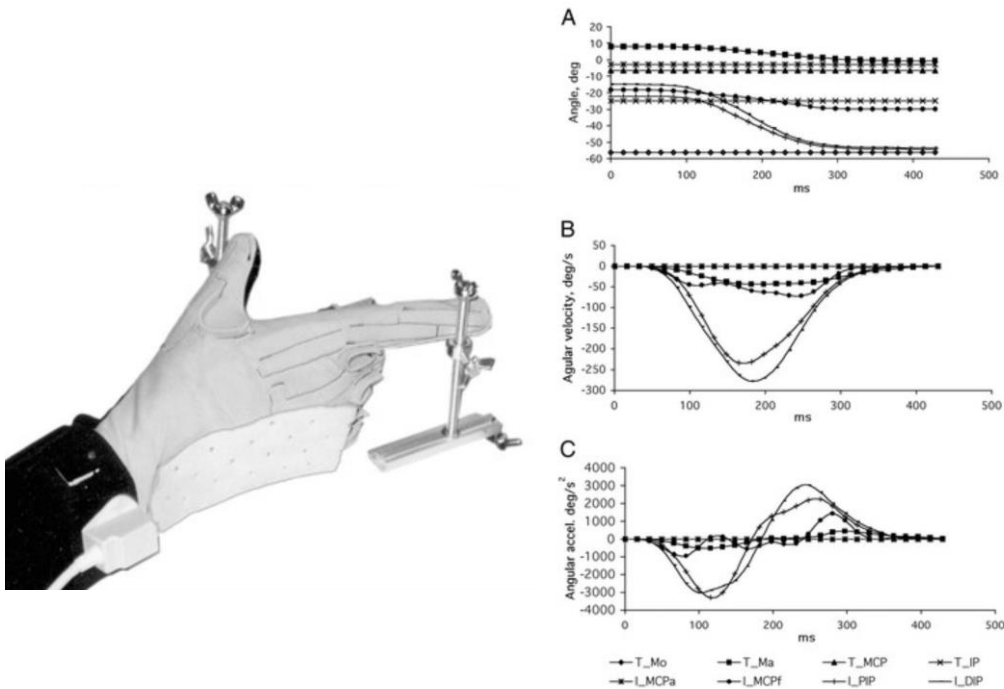 A
Angle, deg
20
10
0
-10
-20
-30
-40
-50
-60
0 100 200 300 400 500
ms
B
Agular velocity, deg/s
50
0
-50
-100
-150
-200
-250
-300
0 100 200 300 400 500
ms
C
Angular accel. deg/s²
4000
3000
2000
1000
0
-1000
-2000
-3000
-4000
0 100 200 300 400 500
ms
T_Mo T_Ma T_MCP T_IP
I_MCPa I_MCPf I_PIP I_DIP